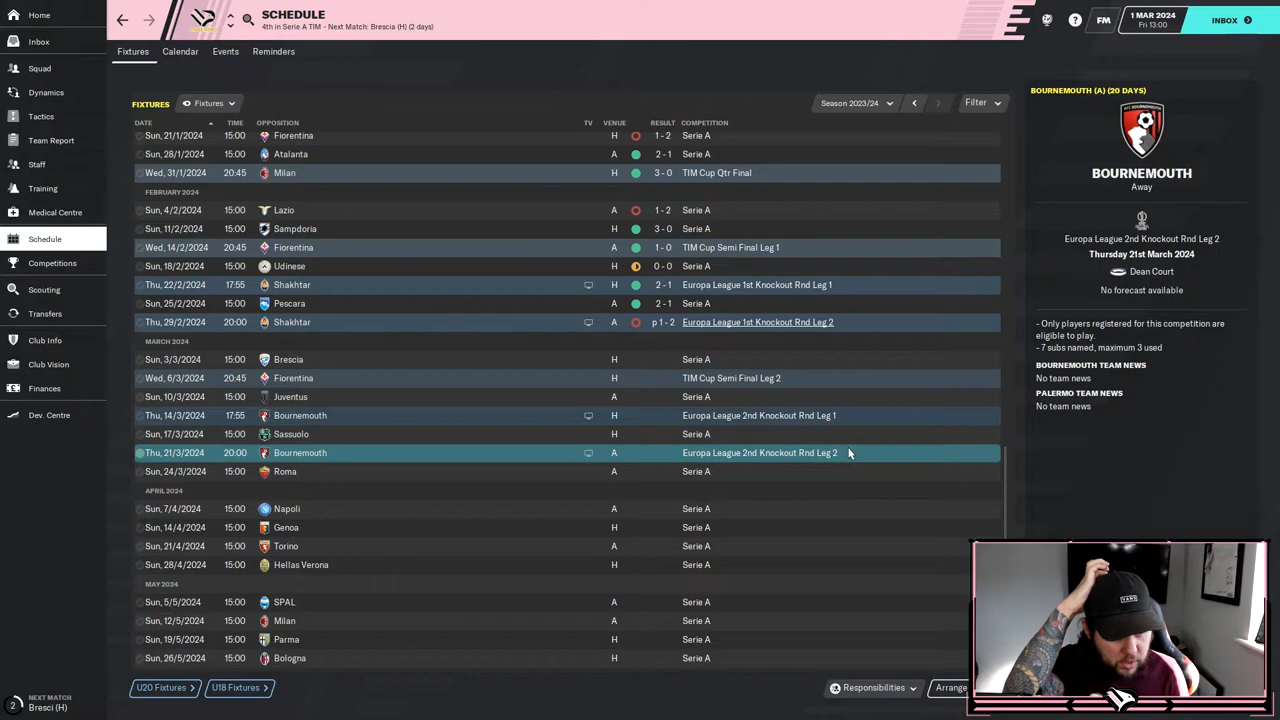 Home
SCHEDULE
4th in Serie A TIM - Next Match: Brescia (H) (2 days)
FM
1 MAR 2024
Fri 13:00
INBOX
Inbox
Squad
Dynamics
Tactics
Team Report
Staff
Training
Medical Centre
Schedule
Competitions
Scouting
Transfers
Club Info
Club Vision
Finances
Dev. Centre
NEXT MATCH
2 Bresci (H)
Fixtures Calendar Events Reminders
FIXTURES Fixtures Season 2023/24 Filter
DATE TIME OPPOSITION TV VENUE RESULT COMPETITION
Sun, 21/1/2024 15:00 Fiorentina H 1 - 2 Serie A
Sun, 28/1/2024 15:00 Atalanta A 2 - 1 Serie A
Wed, 31/1/2024 20:45 Milan H 3 - 0 TIM Cup Qtr Final
FEBRUARY 2024
Sun, 4/2/2024 15:00 Lazio A 1 - 2 Serie A
Sun, 11/2/2024 15:00 Sampdoria H 3 - 0 Serie A
Wed, 14/2/2024 20:45 Fiorentina A 1 - 0 TIM Cup Semi Final Leg 1
Sun, 18/2/2024 15:00 Udinese H 0 - 0 Serie A
Thu, 22/2/2024 17:55 Shakhtar H 2 - 1 Europa League 1st Knockout Rnd Leg 1
Sun, 25/2/2024 15:00 Pescara A 2 - 1 Serie A
Thu, 29/2/2024 20:00 Shakhtar A p 1 - 2 Europa League 1st Knockout Rnd Leg 2
MARCH 2024
Sun, 3/3/2024 15:00 Brescia H Serie A
Wed, 6/3/2024 20:45 Fiorentina H TIM Cup Semi Final Leg 2
Sun, 10/3/2024 15:00 Juventus A Serie A
Thu, 14/3/2024 17:55 Bournemouth H Europa League 2nd Knockout Rnd Leg 1
Sun, 17/3/2024 15:00 Sassuolo H Serie A
Thu, 21/3/2024 20:00 Bournemouth A Europa League 2nd Knockout Rnd Leg 2
Sun, 24/3/2024 15:00 Roma A Serie A
APRIL 2024
Sun, 7/4/2024 15:00 Napoli A Serie A
Sun, 14/4/2024 15:00 Genoa H Serie A
Sun, 21/4/2024 15:00 Torino A Serie A
Sun, 28/4/2024 15:00 Hellas Verona H Serie A
MAY 2024
Sun, 5/5/2024 15:00 SPAL A Serie A
Sun, 12/5/2024 15:00 Milan A Serie A
Sun, 19/5/2024 15:00 Parma H Serie A
Sun, 26/5/2024 15:00 Bologna H Serie A
U20 Fixtures U18 Fixtures Responsibilities Arrange
BOURNEMOUTH (A) (20 DAYS)
AFC BOURNEMOUTH
BOURNEMOUTH
Away
Europa League 2nd Knockout Rnd Leg 2
Thursday 21st March 2024
Dean Court
No forecast available
- Only players registered for this competition are
eligible to play.
- 7 subs named, maximum 3 used
BOURNEMOUTH TEAM NEWS
No team news
PALERMO TEAM NEWS
No team news
VANS